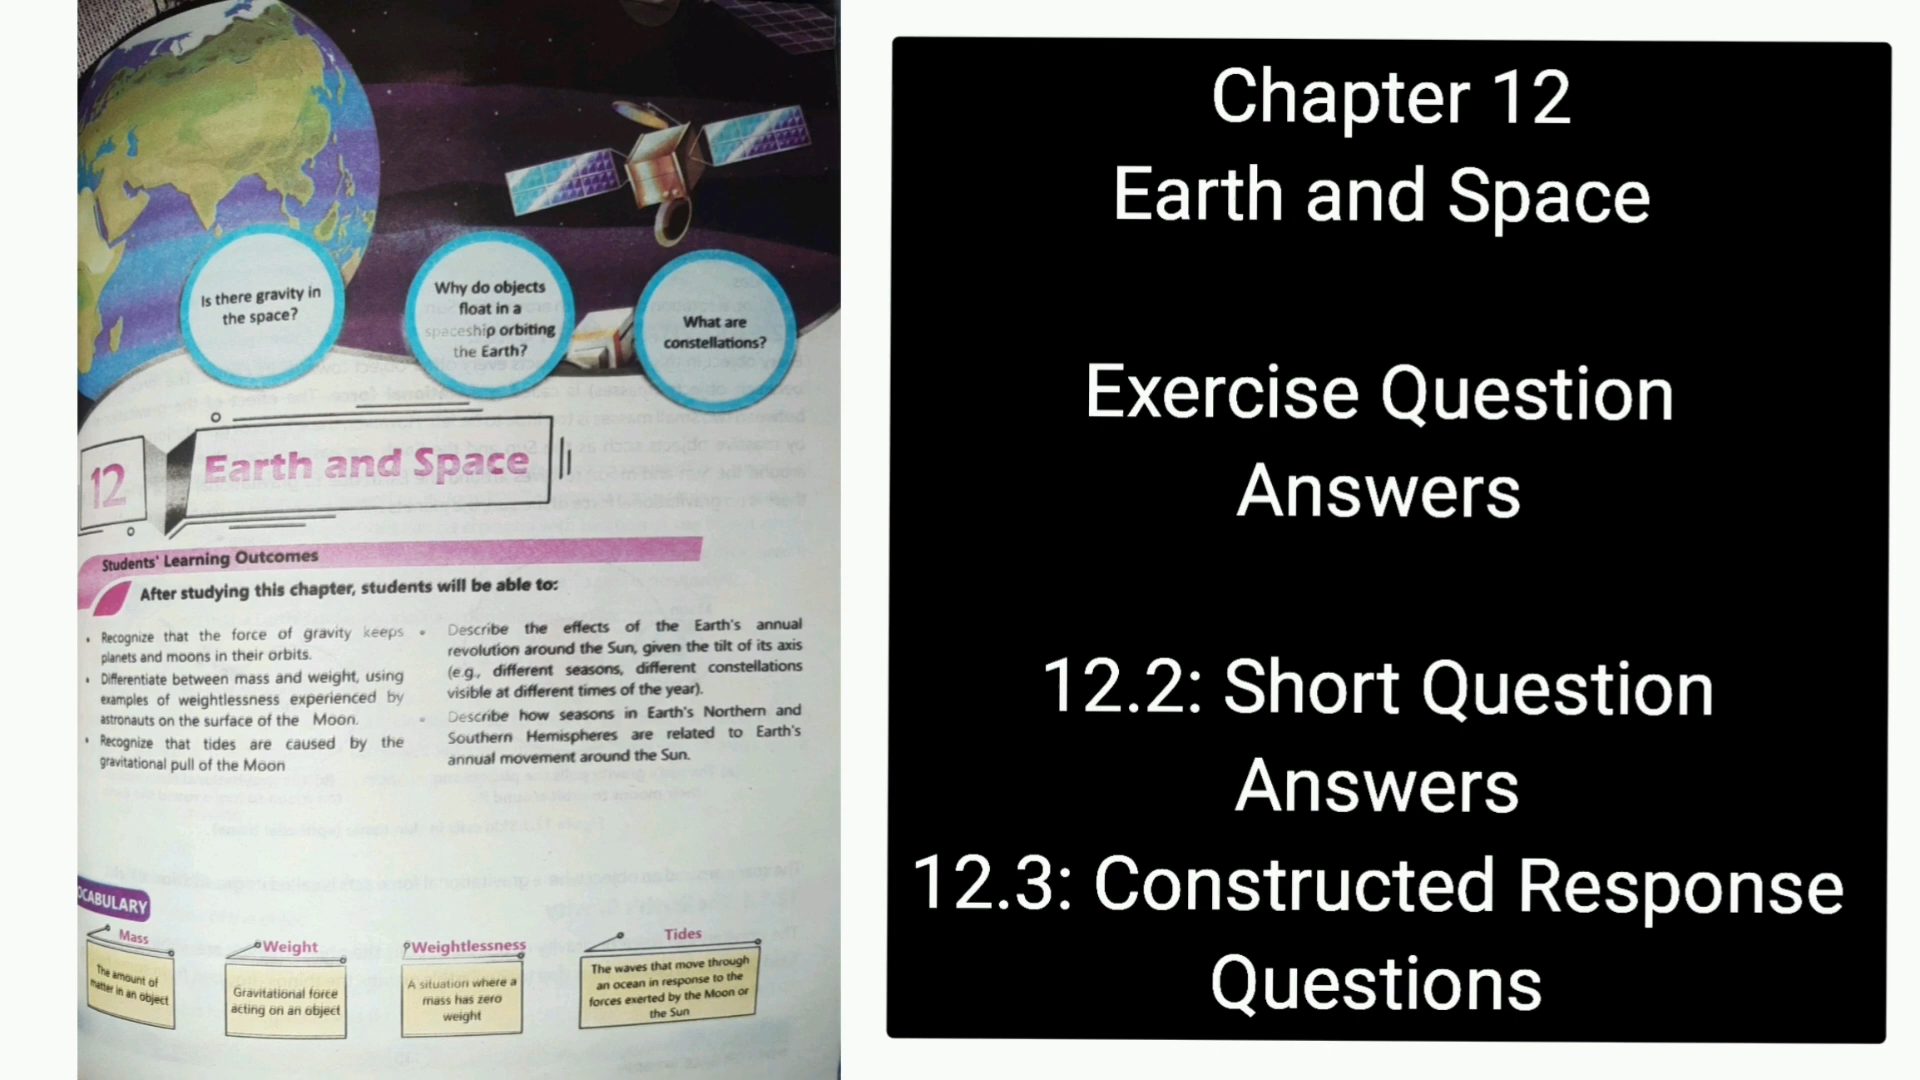 Is there gravity in
the space?
Why do objects
float in a
spaceship orbiting
the Earth?
What are
constellations?
12
Earth and Space
Students' Learning Outcomes
After studying this chapter, students will be able to:
• Recognize that the force of gravity keeps
planets and moons in their orbits.
• Differentiate between mass and weight, using
examples of weightlessness experienced by
astronauts on the surface of the Moon.
• Recognize that tides are caused by the
gravitational pull of the Moon
• Describe the effects of the Earth's annual
revolution around the Sun, given the tilt of its axis
(e.g., different seasons, different constellations
visible at different times of the year).
• Describe how seasons in Earth's Northern and
Southern Hemispheres are related to Earth's
annual movement around the Sun.
OCABULARY
Mass
The amount of
matter in an object
Weight
Gravitational force
acting on an object
Weightlessness
A situation where a
mass has zero
weight
Tides
The waves that move through
an ocean in response to the
forces exerted by the Moon or
the Sun
Chapter 12
Earth and Space
Exercise Question
Answers
12.2: Short Question
Answers
12.3: Constructed Response
Questions